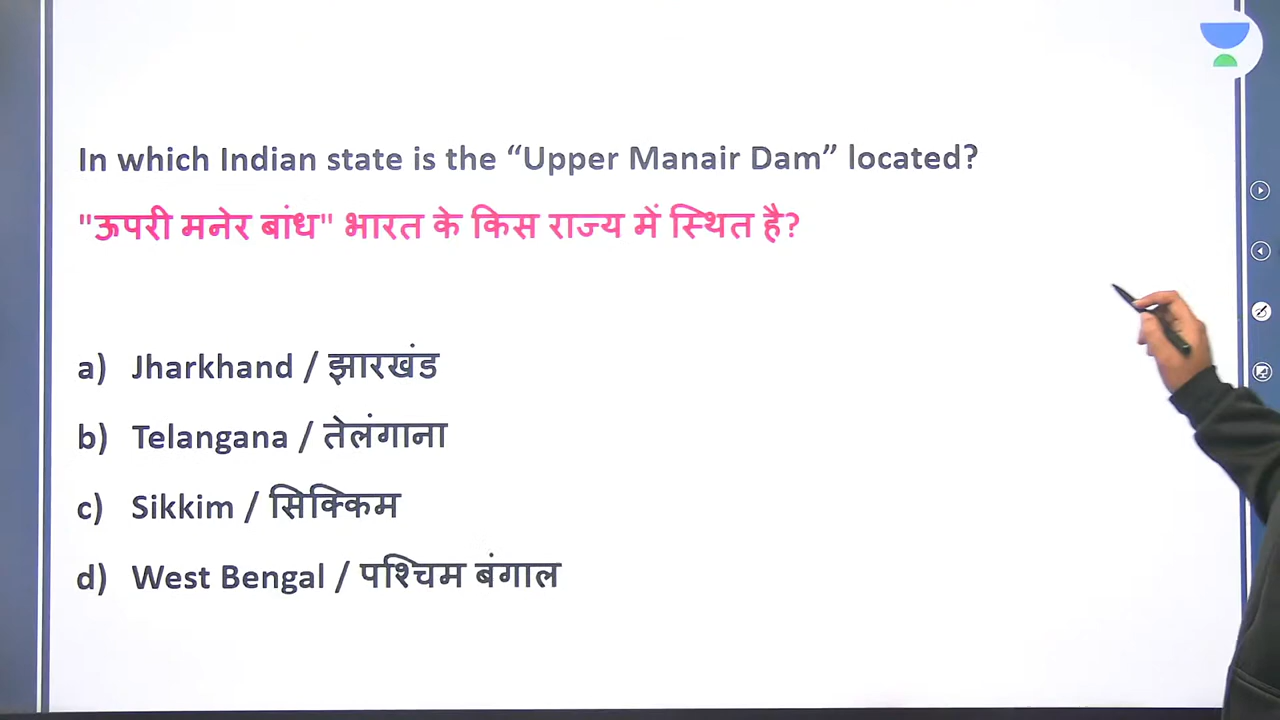 In which Indian state is the “Upper Manair Dam” located?
"ऊपरी मनेर बांध" भारत के किस राज्य में स्थित है?
a) Jharkhand / झारखंड
b) Telangana / तेलंगाना
c) Sikkim / सिक्किम
d) West Bengal / पश्चिम बंगाल